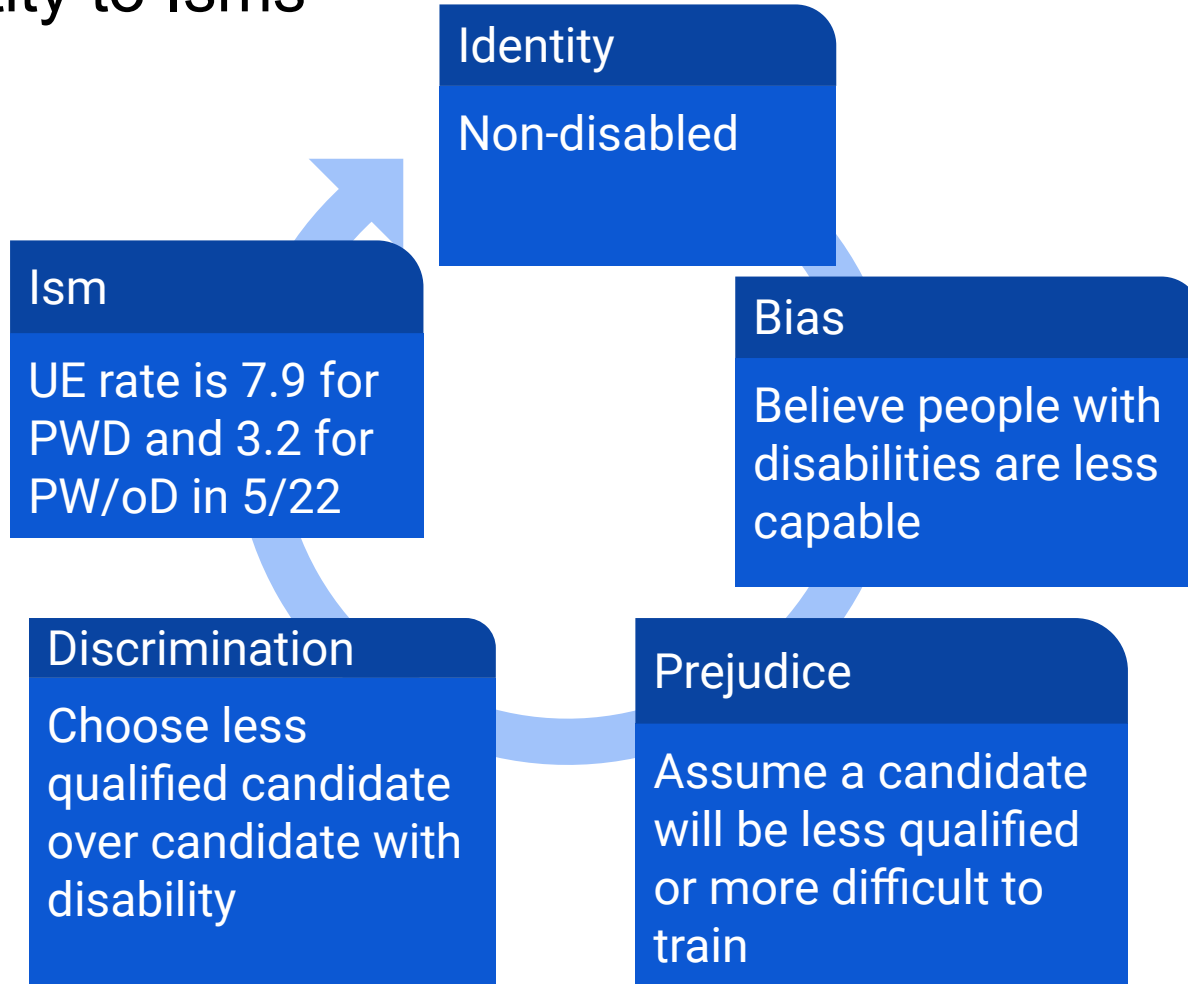 to Isms
Identity
Non-disabled
Bias
Believe people with
disabilities are less
capable
Prejudice
Assume a candidate
will be less qualified
or more difficult to
train
Discrimination
Choose less
qualified candidate
over candidate with
disability
Ism
UE rate is 7.9 for
PWD and 3.2 for
PW/oD in 5/22